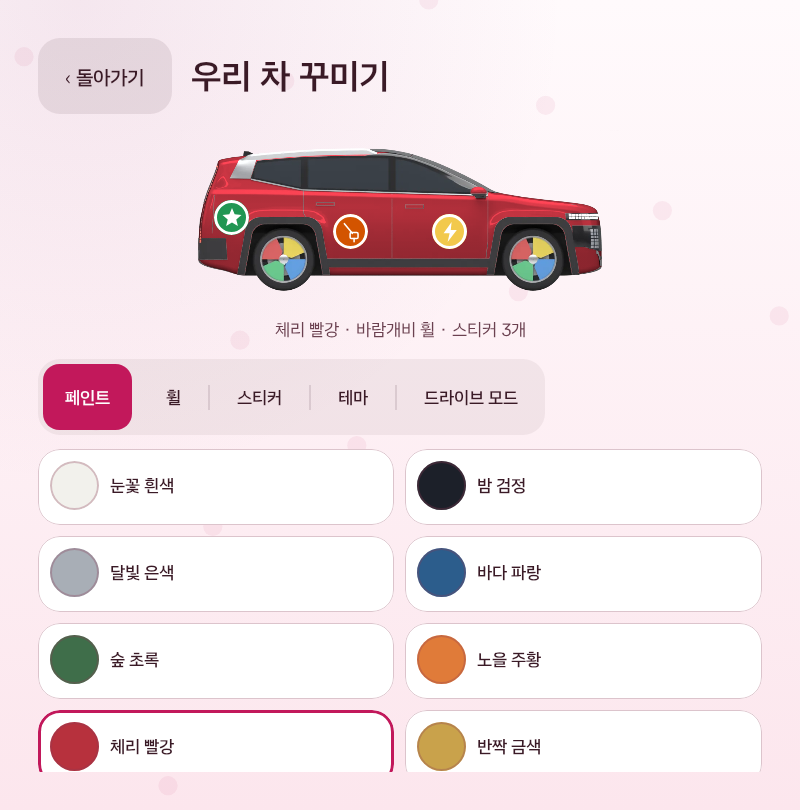 ‹ 돌아가기
우리 차 꾸미기
체리 빨강 · 바람개비 휠 · 스티커 3개
페인트 휠 스티커 테마 드라이브 모드
눈꽃 흰색 밤 검정
달빛 은색 바다 파랑
숲 초록 노을 주황
체리 빨강 반짝 금색